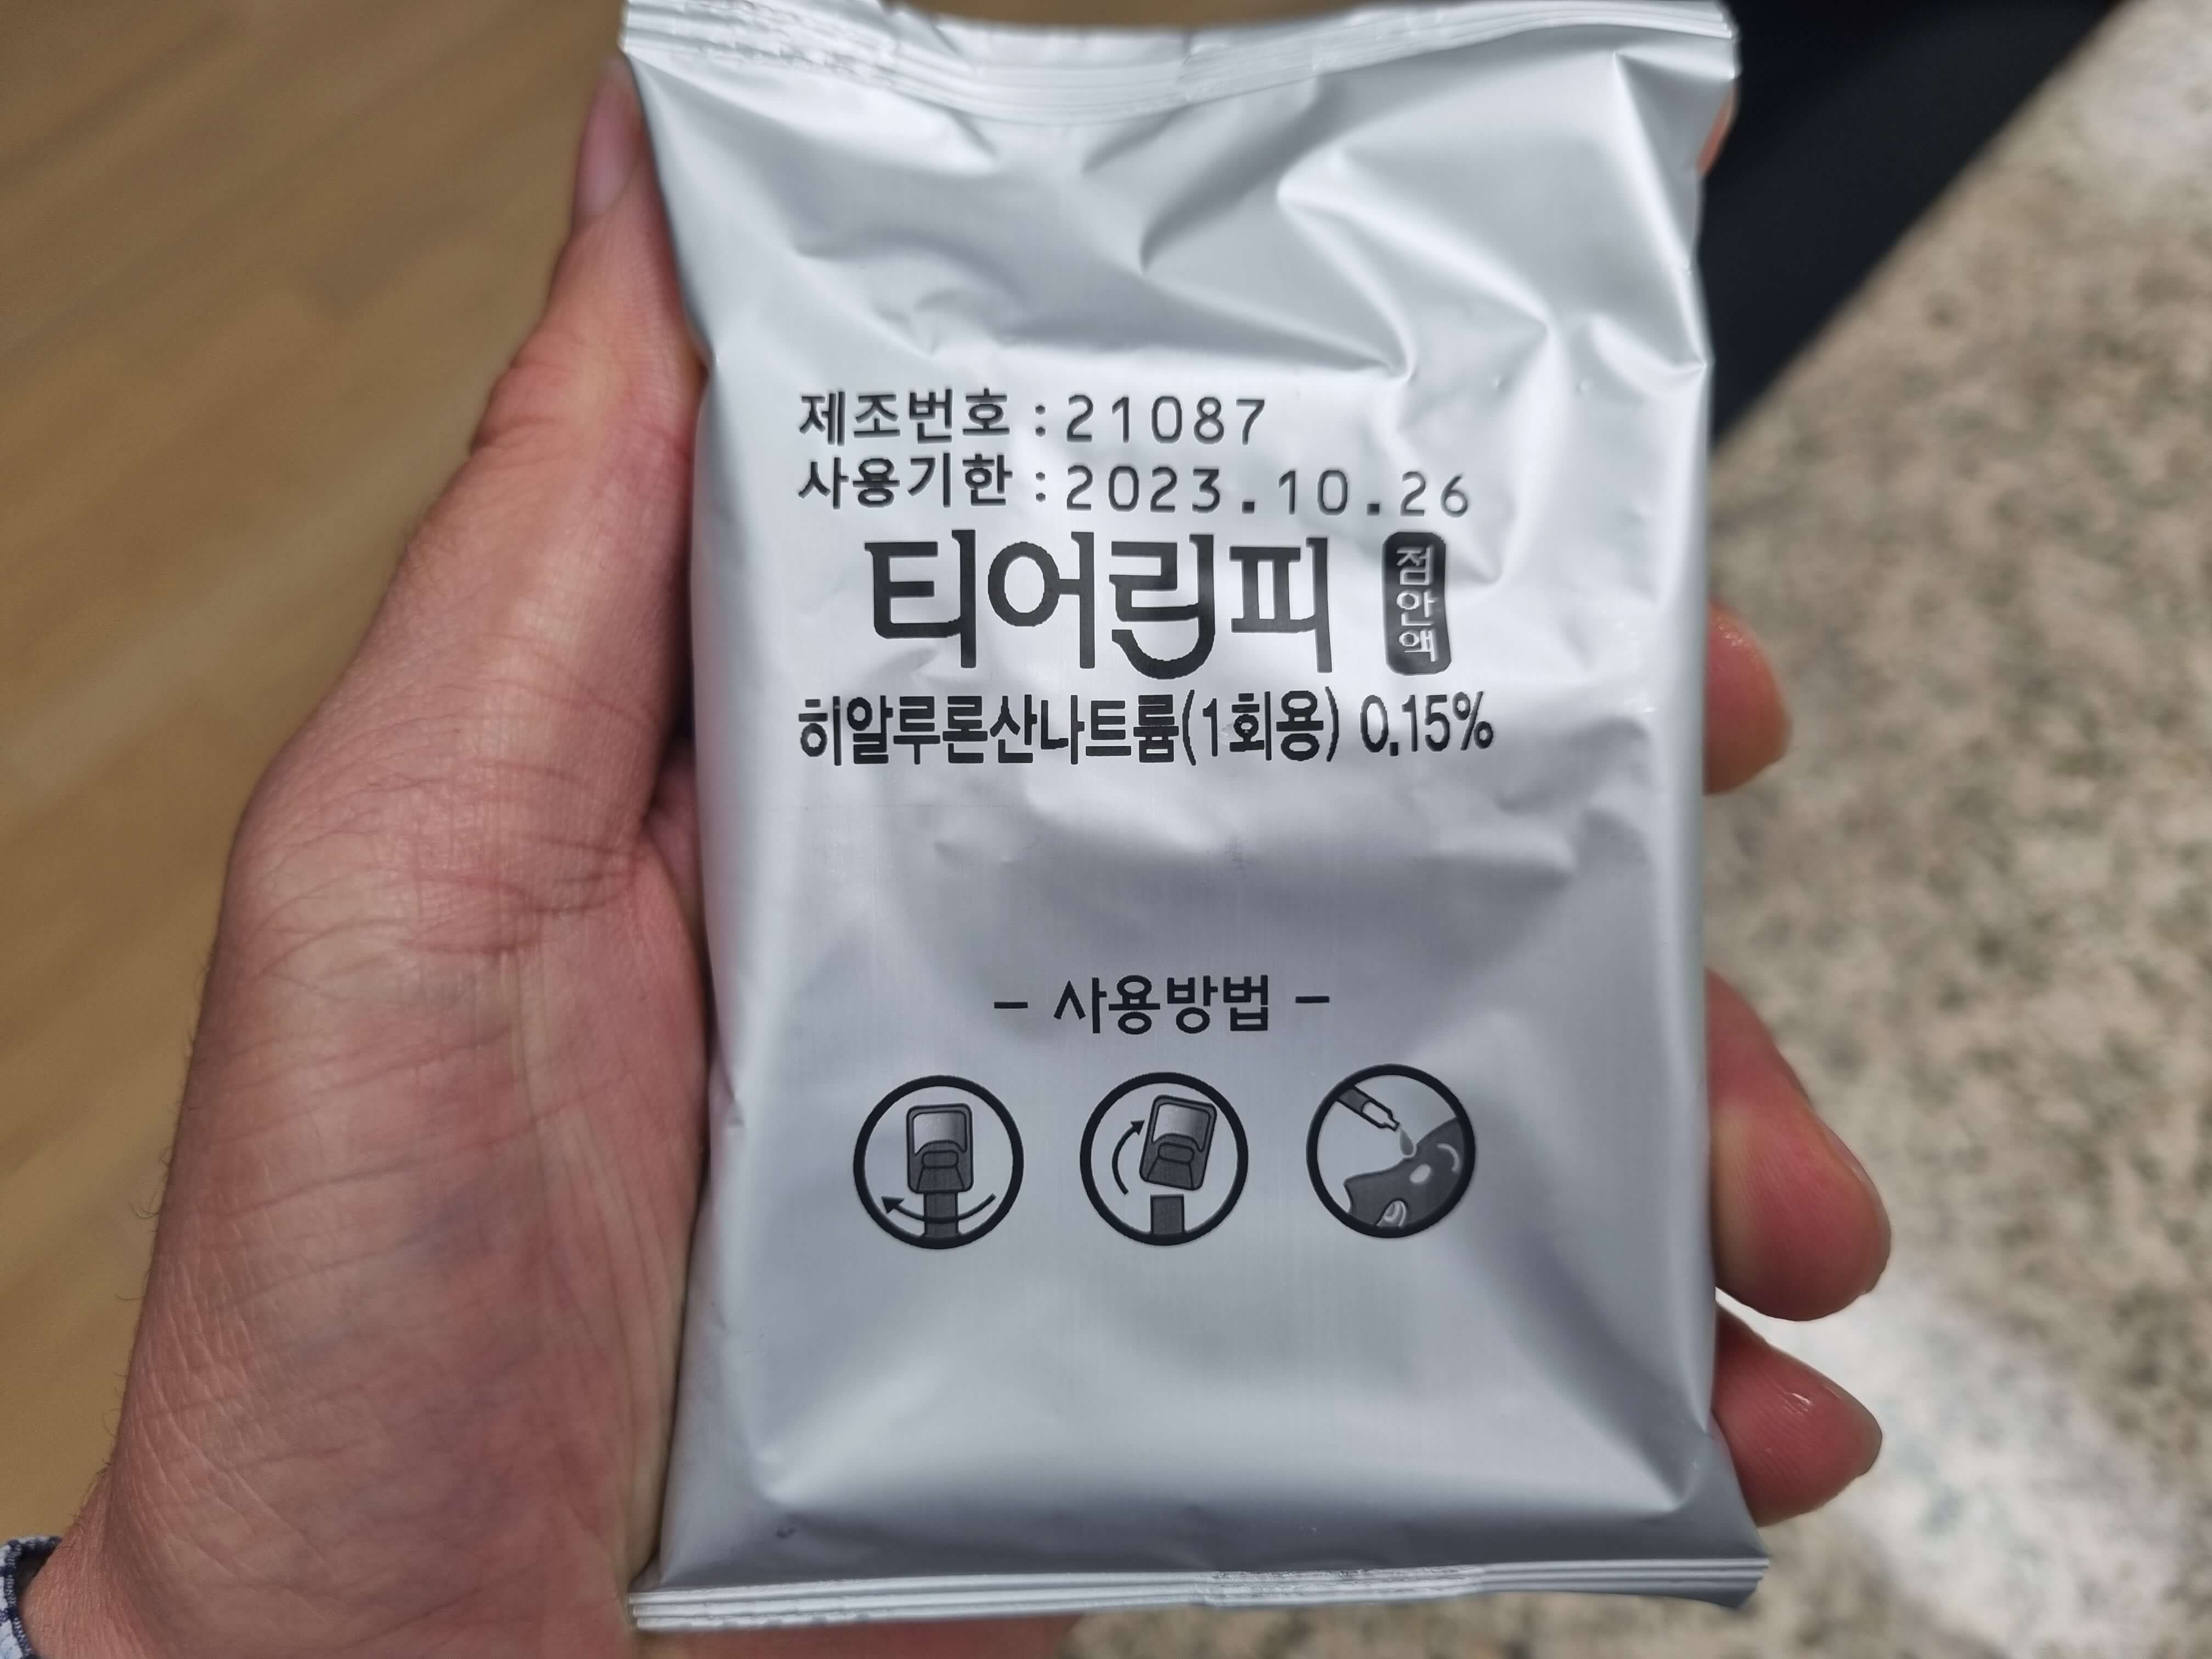 제조번호 : 21087
사용기한 : 2023.10.26
티어린피 점안액
히알루론산나트륨(1회용) 0.15%
- 사용방법 -